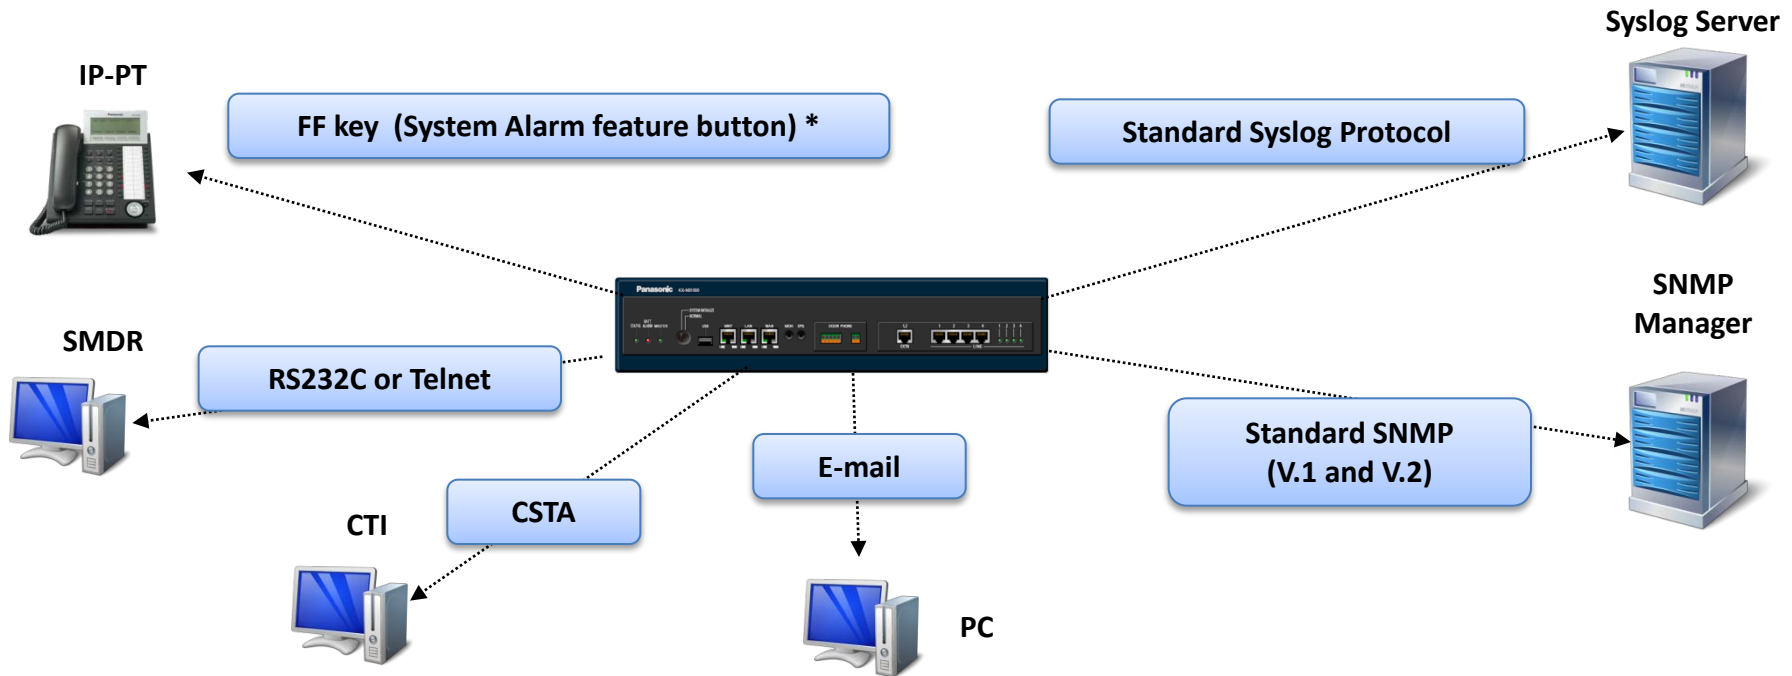 Syslog Server
IP-PT
FF key (System Alarm feature button) *
Standard Syslog Protocol
Panasonic
SNMP
Manager
SMDR
RS232C or Telnet
Standard SNMP
(V.1 and V.2)
E-mail
CSTA
CTI
PC